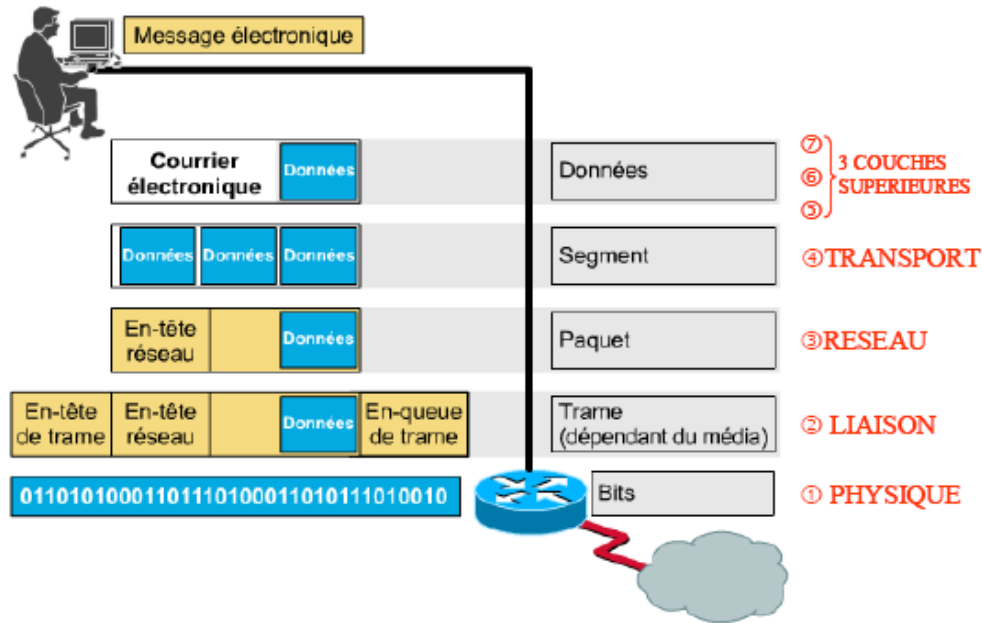 Message électronique
Courrier
électronique
Données
Données
⑦
⑥
⑤
3 COUCHES
SUPERIEURES
Données
Données
Données
Segment
④TRANSPORT
En-tête
réseau
Données
Paquet
③RESEAU
En-tête
de trame
En-tête
réseau
Données
En-queue
de trame
Trame
(dépendant du média)
② LIAISON
01101010001101110100011010111010010
Bits
① PHYSIQUE